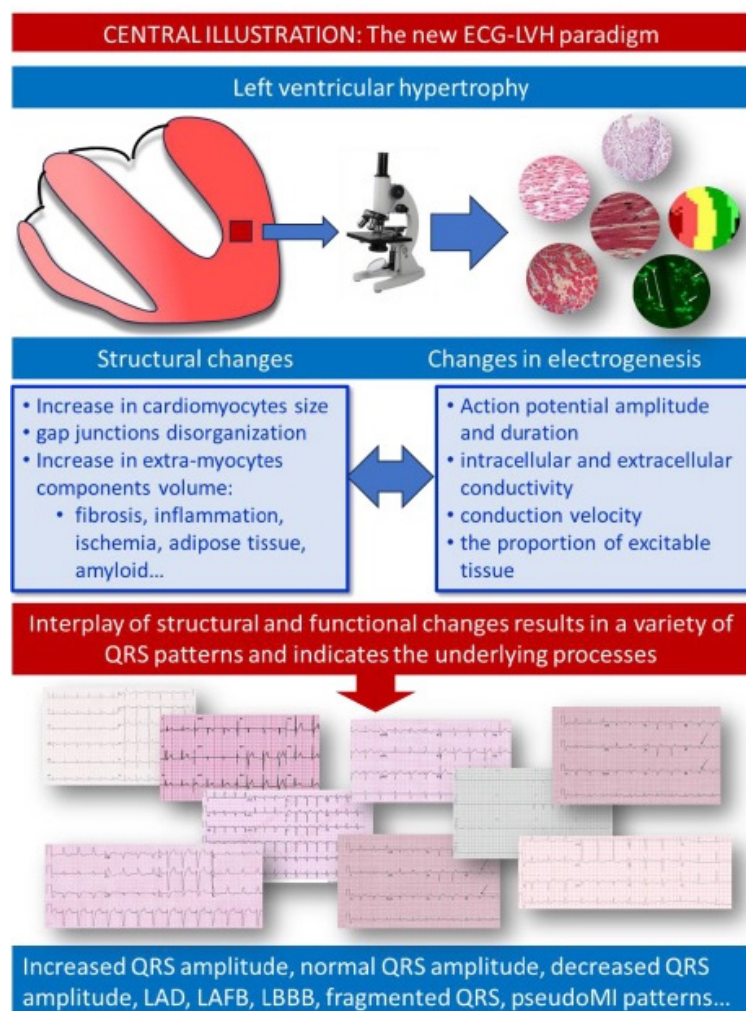 CENTRAL ILLUSTRATION: The new ECG-LVH paradigm
Left ventricular hypertrophy
Structural changes
Changes in electrogenesis
• Increase in cardiomyocytes size
• gap junctions disorganization
• Increase in extra-myocytes
components volume:
• fibrosis, inflammation,
ischemia, adipose tissue,
amyloid…
• Action potential amplitude
and duration
• intracellular and extracellular
conductivity
• conduction velocity
• the proportion of excitable
tissue
Interplay of structural and functional changes results in a variety of
QRS patterns and indicates the underlying processes
Increased QRS amplitude, normal QRS amplitude, decreased QRS
amplitude, LAD, LAFB, LBBB, fragmented QRS, pseudoMI patterns…